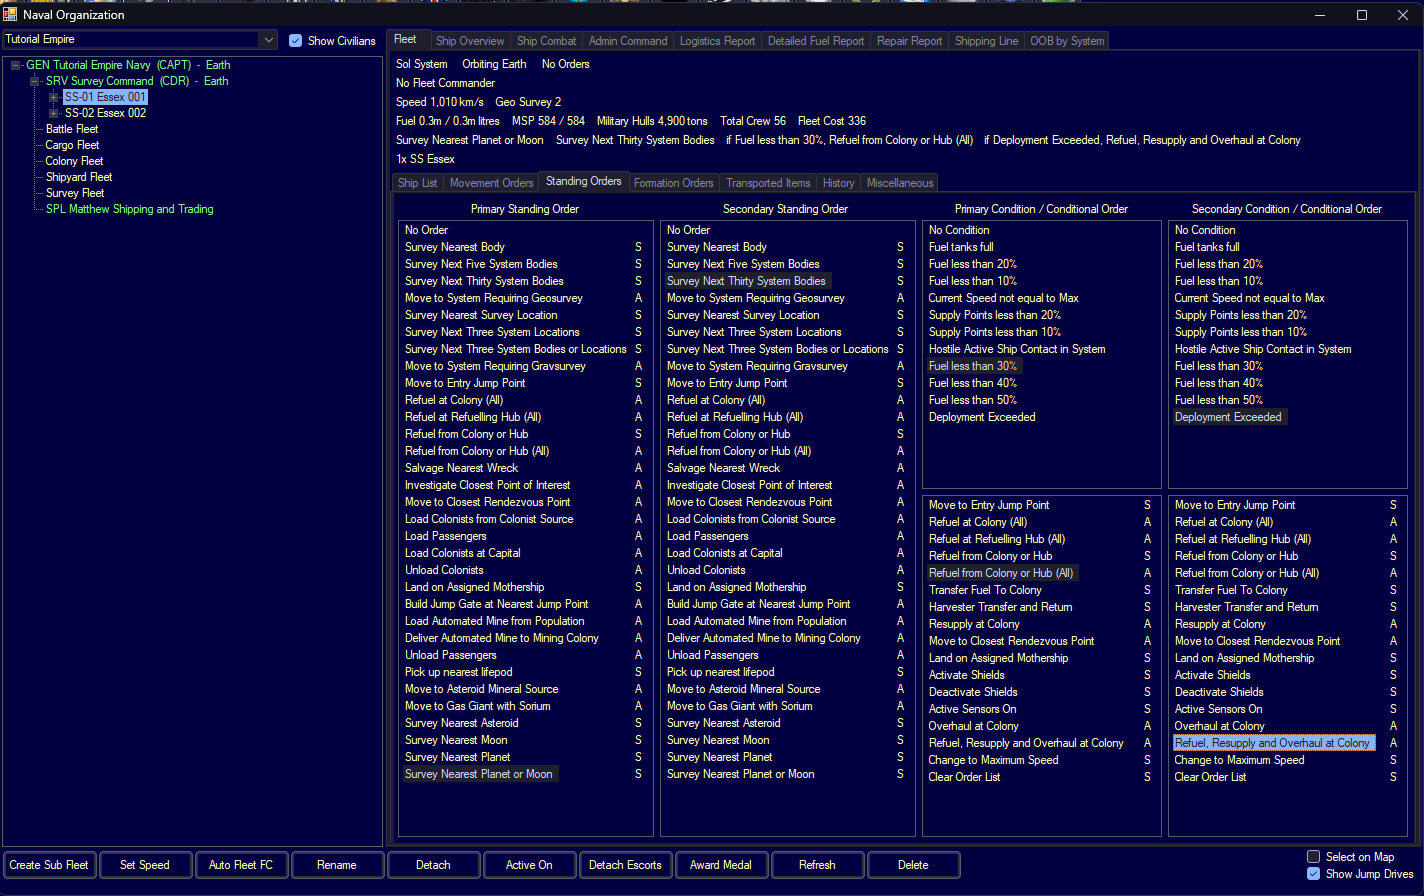 Naval Organization
Tutorial Empire
Show Civilians
GEN Tutorial Empire Navy (CAPT) - Earth
SRV Survey Command (CDR) - Earth
SS-01 Essex 001
SS-02 Essex 002
Battle Fleet
Cargo Fleet
Colony Fleet
Shipyard Fleet
Survey Fleet
SPL Matthew Shipping and Trading
Fleet Ship Overview Ship Combat Admin Command Logistics Report Detailed Fuel Report Repair Report Shipping Line OOB by System
Sol System Orbiting Earth No Orders
No Fleet Commander
Speed 1,010 km/s Geo Survey 2
Fuel 0.3m / 0.3m litres MSP 584 / 584 Military Hulls 4,900 tons Total Crew 56 Fleet Cost 336
Survey Nearest Planet or Moon Survey Next Thirty System Bodies if Fuel less than 30%, Refuel from Colony or Hub (All) if Deployment Exceeded, Refuel, Resupply and Overhaul at Colony
1x SS Essex
Ship List Movement Orders Standing Orders Formation Orders Transported Items History Miscellaneous
Primary Standing Order
No Order
Survey Nearest Body S
Survey Next Five System Bodies S
Survey Next Thirty System Bodies S
Move to System Requiring Geosurvey A
Survey Nearest Survey Location S
Survey Next Three System Locations S
Survey Next Three System Bodies or Locations S
Move to System Requiring Gravsurvey A
Move to Entry Jump Point S
Refuel at Colony (All) A
Refuel at Refuelling Hub (All) A
Refuel from Colony or Hub S
Refuel from Colony or Hub (All) A
Salvage Nearest Wreck A
Investigate Closest Point of Interest A
Move to Closest Rendezvous Point A
Load Colonists from Colonist Source A
Load Passengers A
Load Colonists at Capital A
Unload Colonists A
Land on Assigned Mothership S
Build Jump Gate at Nearest Jump Point A
Load Automated Mine from Population A
Deliver Automated Mine to Mining Colony A
Unload Passengers A
Pick up nearest lifepod S
Move to Asteroid Mineral Source A
Move to Gas Giant with Sorium A
Survey Nearest Asteroid S
Survey Nearest Moon S
Survey Nearest Planet S
Survey Nearest Planet or Moon S
Secondary Standing Order
No Order
Survey Nearest Body S
Survey Next Five System Bodies S
Survey Next Thirty System Bodies S
Move to System Requiring Geosurvey A
Survey Nearest Survey Location S
Survey Next Three System Locations S
Survey Next Three System Bodies or Locations S
Move to System Requiring Gravsurvey A
Move to Entry Jump Point S
Refuel at Colony (All) A
Refuel at Refuelling Hub (All) A
Refuel from Colony or Hub S
Refuel from Colony or Hub (All) A
Salvage Nearest Wreck A
Investigate Closest Point of Interest A
Move to Closest Rendezvous Point A
Load Colonists from Colonist Source A
Load Passengers A
Load Colonists at Capital A
Unload Colonists A
Land on Assigned Mothership S
Build Jump Gate at Nearest Jump Point A
Load Automated Mine from Population A
Deliver Automated Mine to Mining Colony A
Unload Passengers A
Pick up nearest lifepod S
Move to Asteroid Mineral Source A
Move to Gas Giant with Sorium A
Survey Nearest Asteroid S
Survey Nearest Moon S
Survey Nearest Planet S
Survey Nearest Planet or Moon S
Primary Condition / Conditional Order
No Condition
Fuel tanks full
Fuel less than 20%
Fuel less than 10%
Current Speed not equal to Max
Supply Points less than 20%
Supply Points less than 10%
Hostile Active Ship Contact in System
Fuel less than 30%
Fuel less than 40%
Fuel less than 50%
Deployment Exceeded
Move to Entry Jump Point S
Refuel at Colony (All) A
Refuel at Refuelling Hub (All) A
Refuel from Colony or Hub S
Refuel from Colony or Hub (All) A
Transfer Fuel To Colony S
Harvester Transfer and Return S
Resupply at Colony A
Move to Closest Rendezvous Point A
Land on Assigned Mothership S
Activate Shields S
Deactivate Shields S
Active Sensors On S
Overhaul at Colony A
Refuel, Resupply and Overhaul at Colony A
Change to Maximum Speed S
Clear Order List S
Secondary Condition / Conditional Order
No Condition
Fuel tanks full
Fuel less than 20%
Fuel less than 10%
Current Speed not equal to Max
Supply Points less than 20%
Supply Points less than 10%
Hostile Active Ship Contact in System
Fuel less than 30%
Fuel less than 40%
Fuel less than 50%
Deployment Exceeded
Move to Entry Jump Point S
Refuel at Colony (All) A
Refuel at Refuelling Hub (All) A
Refuel from Colony or Hub S
Refuel from Colony or Hub (All) A
Transfer Fuel To Colony S
Harvester Transfer and Return S
Resupply at Colony A
Move to Closest Rendezvous Point A
Land on Assigned Mothership S
Activate Shields S
Deactivate Shields S
Active Sensors On S
Overhaul at Colony A
Refuel, Resupply and Overhaul at Colony A
Change to Maximum Speed S
Clear Order List S
Create Sub Fleet Set Speed Auto Fleet FC Rename Detach Active On Detach Escorts Award Medal Refresh Delete
Select on Map
Show Jump Drives